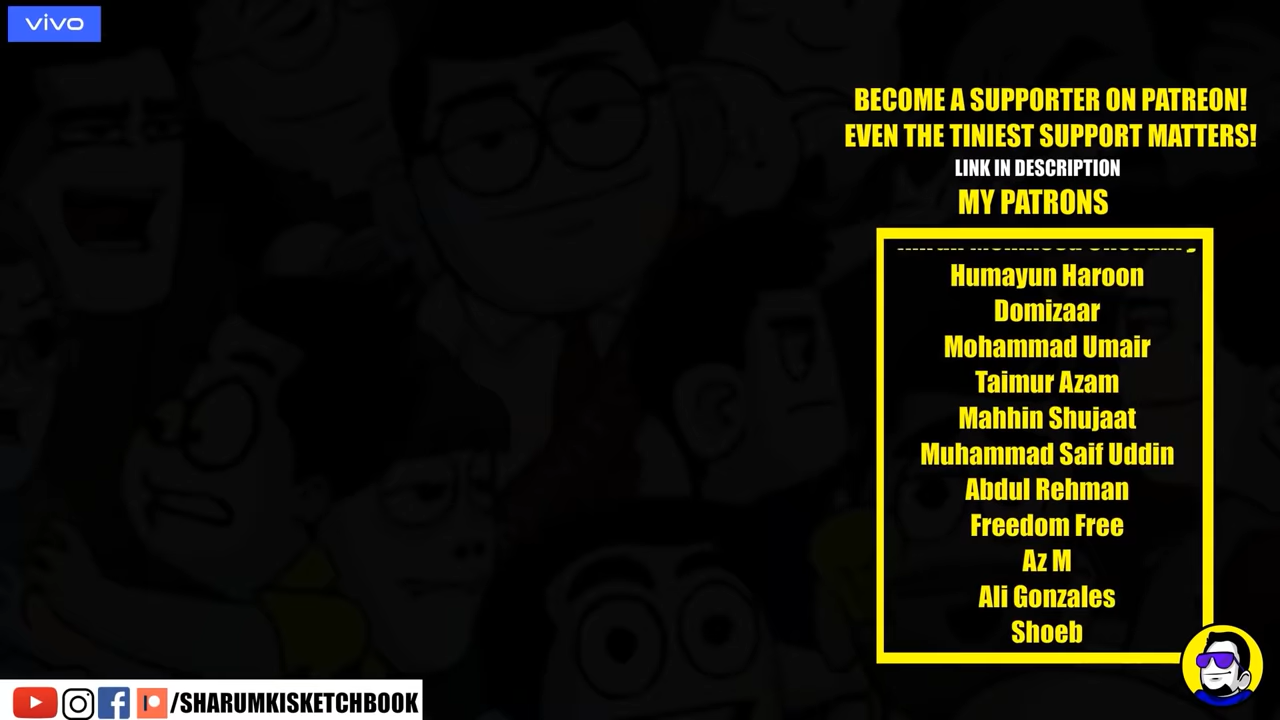 vivo
BECOME A SUPPORTER ON PATREON!
EVEN THE TINIEST SUPPORT MATTERS!
LINK IN DESCRIPTION
MY PATRONS
Humayun Haroon
Domizaar
Mohammad Umair
Taimur Azam
Mahhin Shujaat
Muhammad Saif Uddin
Abdul Rehman
Freedom Free
Az M
Ali Gonzales
Shoeb
/SHARUMKISKETCHBOOK